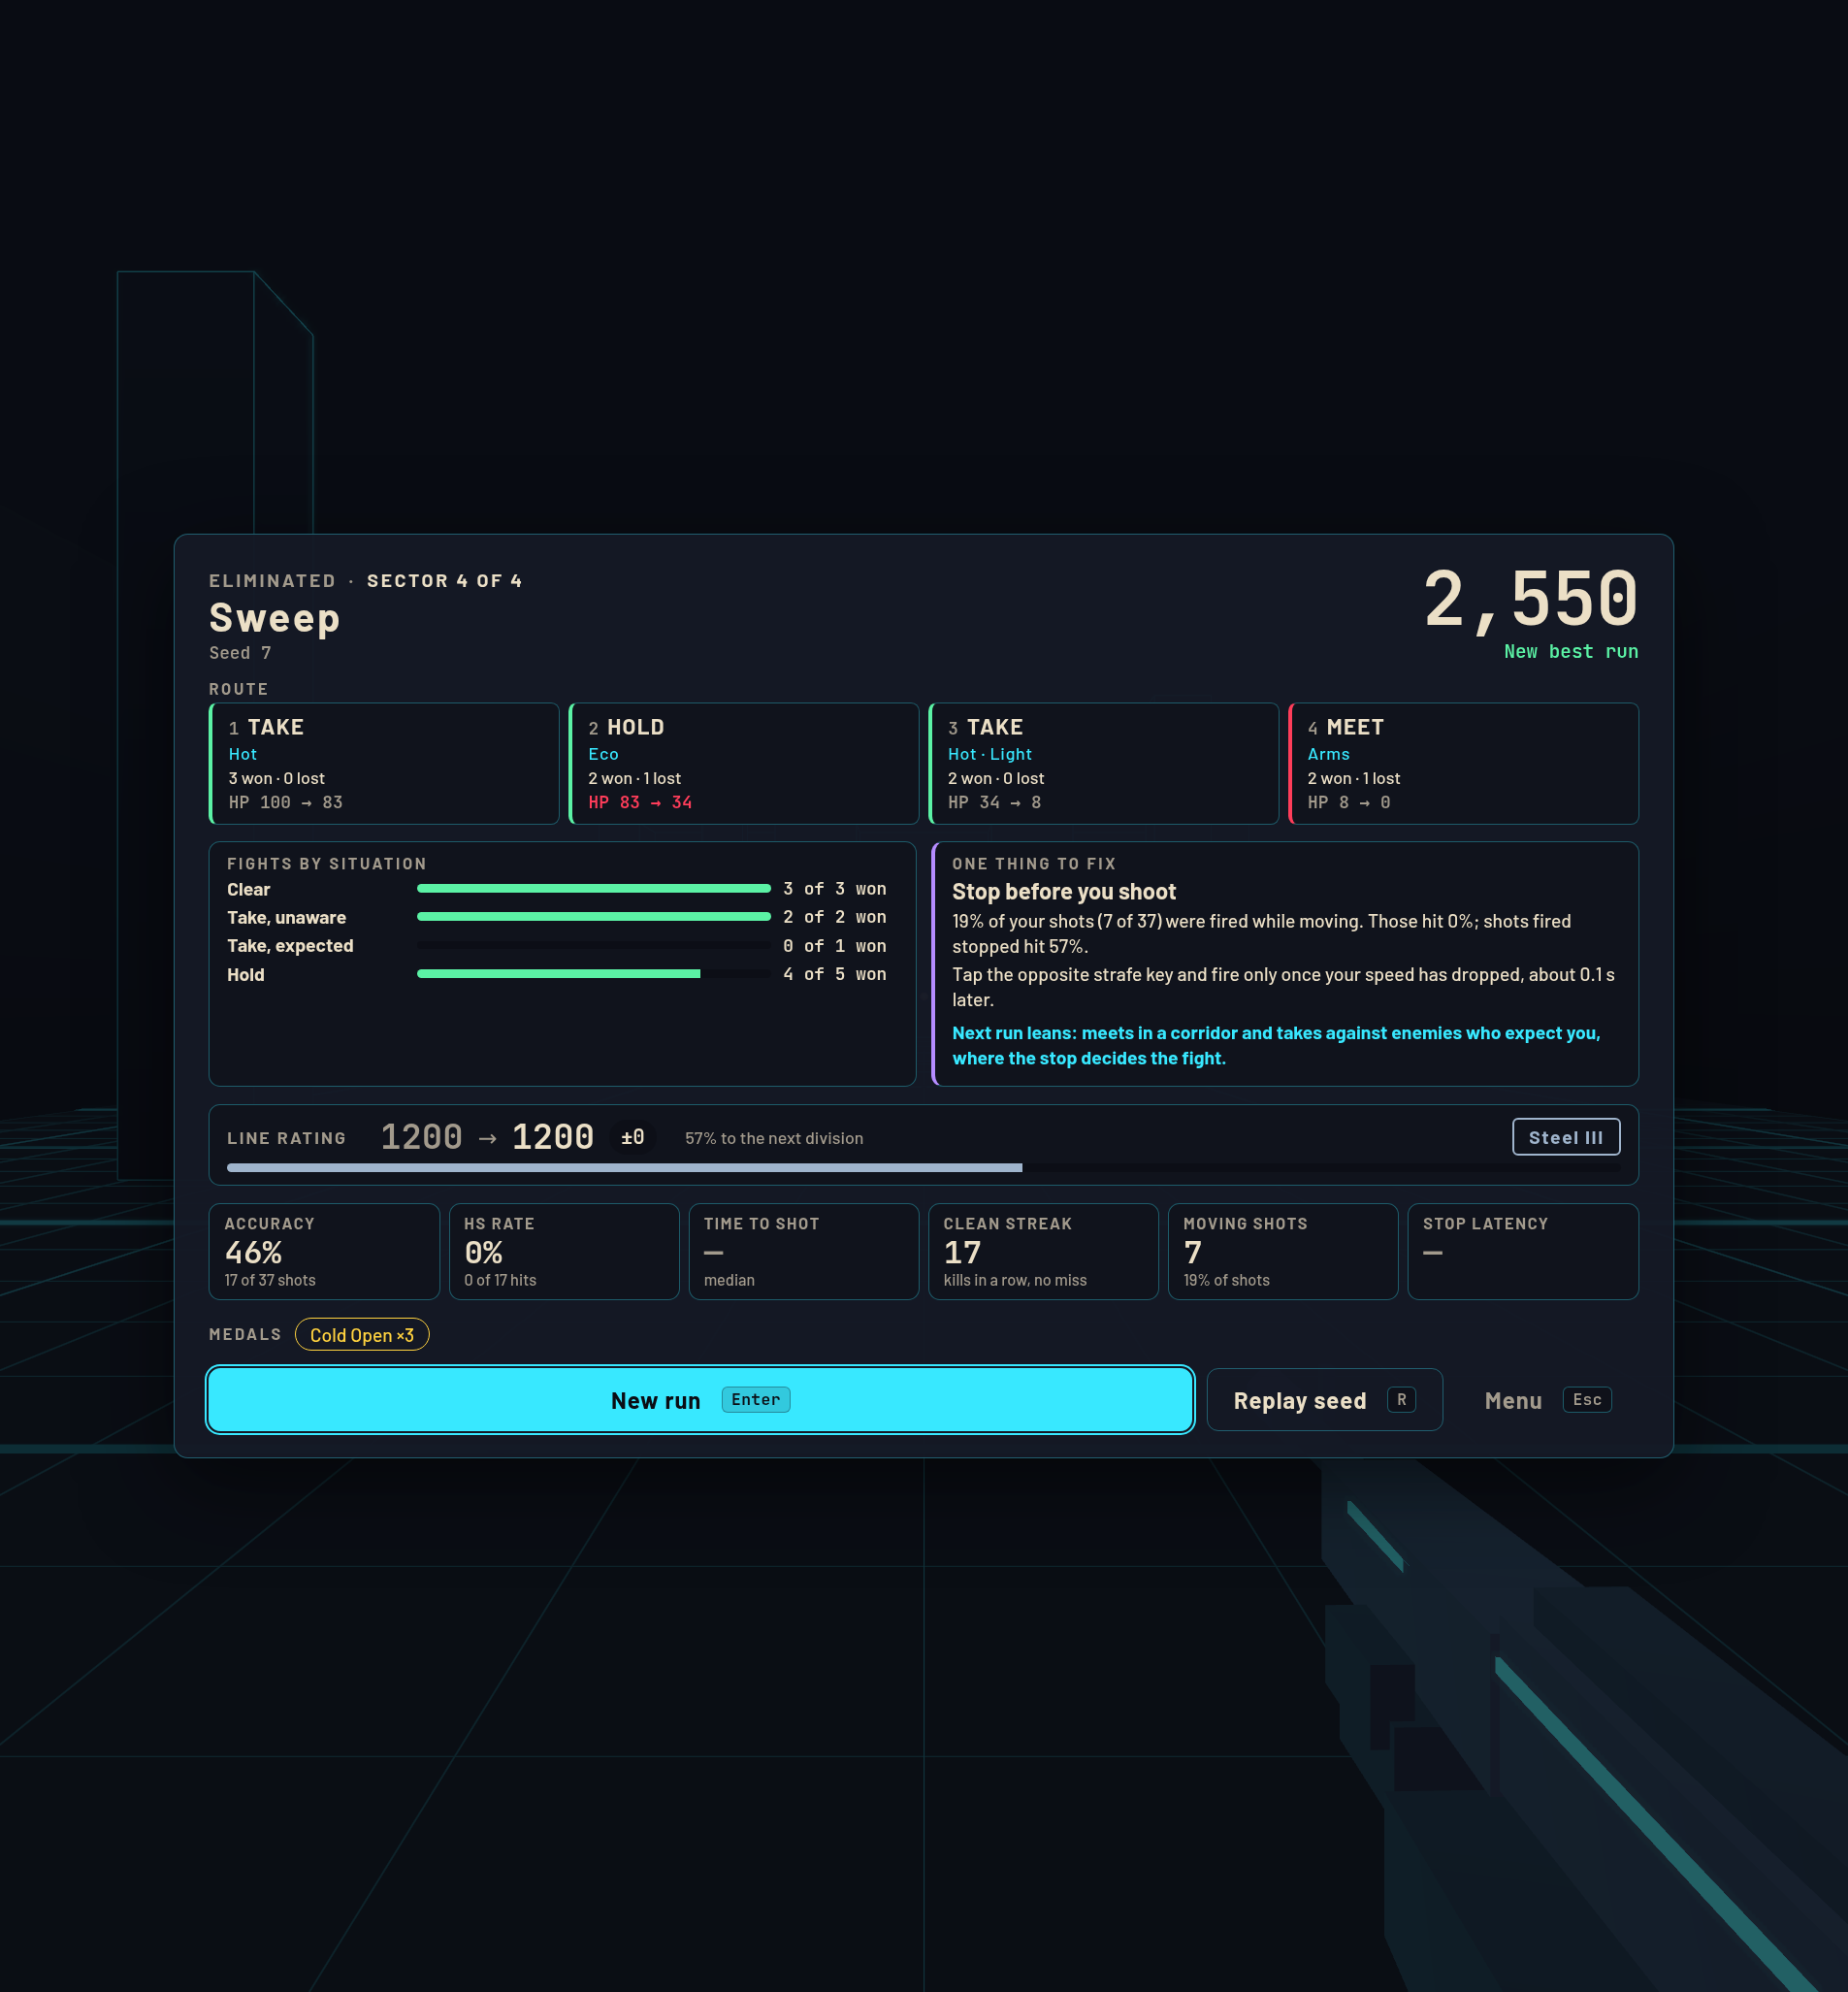 ELIMINATED · SECTOR 4 OF 4
Sweep
Seed 7
2,550
New best run
ROUTE
1 TAKE
Hot
3 won · 0 lost
HP 100 → 83
2 HOLD
Eco
2 won · 1 lost
HP 83 → 34
3 TAKE
Hot · Light
2 won · 0 lost
HP 34 → 8
4 MEET
Arms
2 won · 1 lost
HP 8 → 0
FIGHTS BY SITUATION
Clear 3 of 3 won
Take, unaware 2 of 2 won
Take, expected 0 of 1 won
Hold 4 of 5 won
ONE THING TO FIX
Stop before you shoot
19% of your shots (7 of 37) were fired while moving. Those hit 0%; shots fired
stopped hit 57%.
Tap the opposite strafe key and fire only once your speed has dropped, about 0.1 s
later.
Next run leans: meets in a corridor and takes against enemies who expect you,
where the stop decides the fight.
LINE RATING 1200 → 1200 ±0 57% to the next division Steel III
ACCURACY
46%
17 of 37 shots
HS RATE
0%
0 of 17 hits
TIME TO SHOT
—
median
CLEAN STREAK
17
kills in a row, no miss
MOVING SHOTS
7
19% of shots
STOP LATENCY
—
MEDALS Cold Open ×3
New run Enter
Replay seed R
Menu Esc